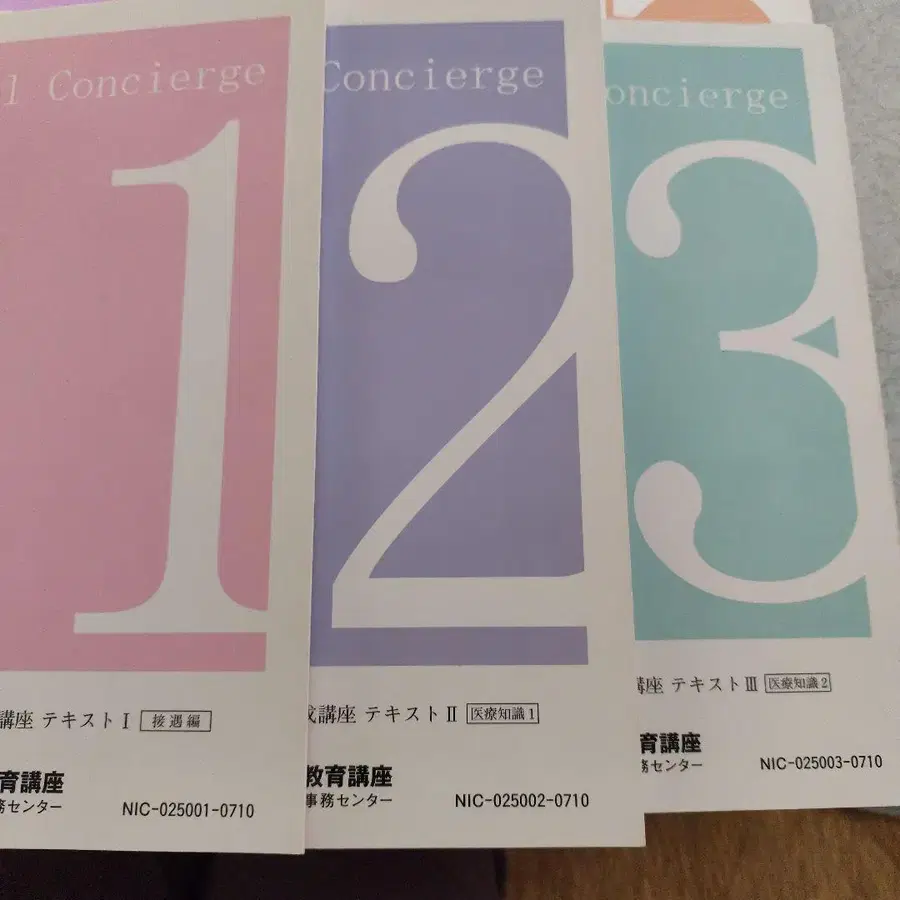 l Concierge
1
講座 テキストⅠ 接遇編
育講座
務センター
NIC-025001-0710
Concierge
2
成講座 テキストⅡ 医療知識1
教育講座
事務センター
NIC-025002-0710
oncierge
3
講座 テキストⅢ 医療知識2
育講座
務センター
NIC-025003-0710